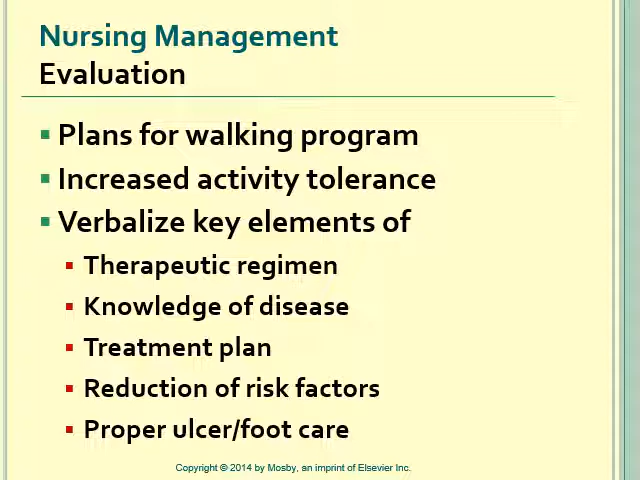 Nursing Management
Evaluation
▪ Plans for walking program
▪ Increased activity tolerance
▪ Verbalize key elements of
▪ Therapeutic regimen
▪ Knowledge of disease
▪ Treatment plan
▪ Reduction of risk factors
▪ Proper ulcer/foot care
Copyright © 2014 by Mosby, an imprint of Elsevier Inc.